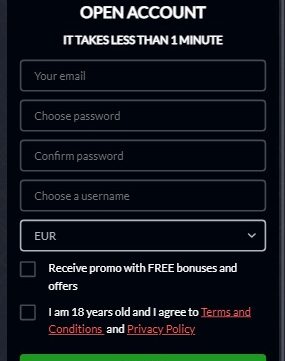 OPEN ACCOUNT
IT TAKES LESS THAN 1 MINUTE
Your email
Choose password
Confirm password
Choose a username
EUR
Receive promo with FREE bonuses and
offers
I am 18 years old and I agree to Terms and
Conditions and Privacy Policy